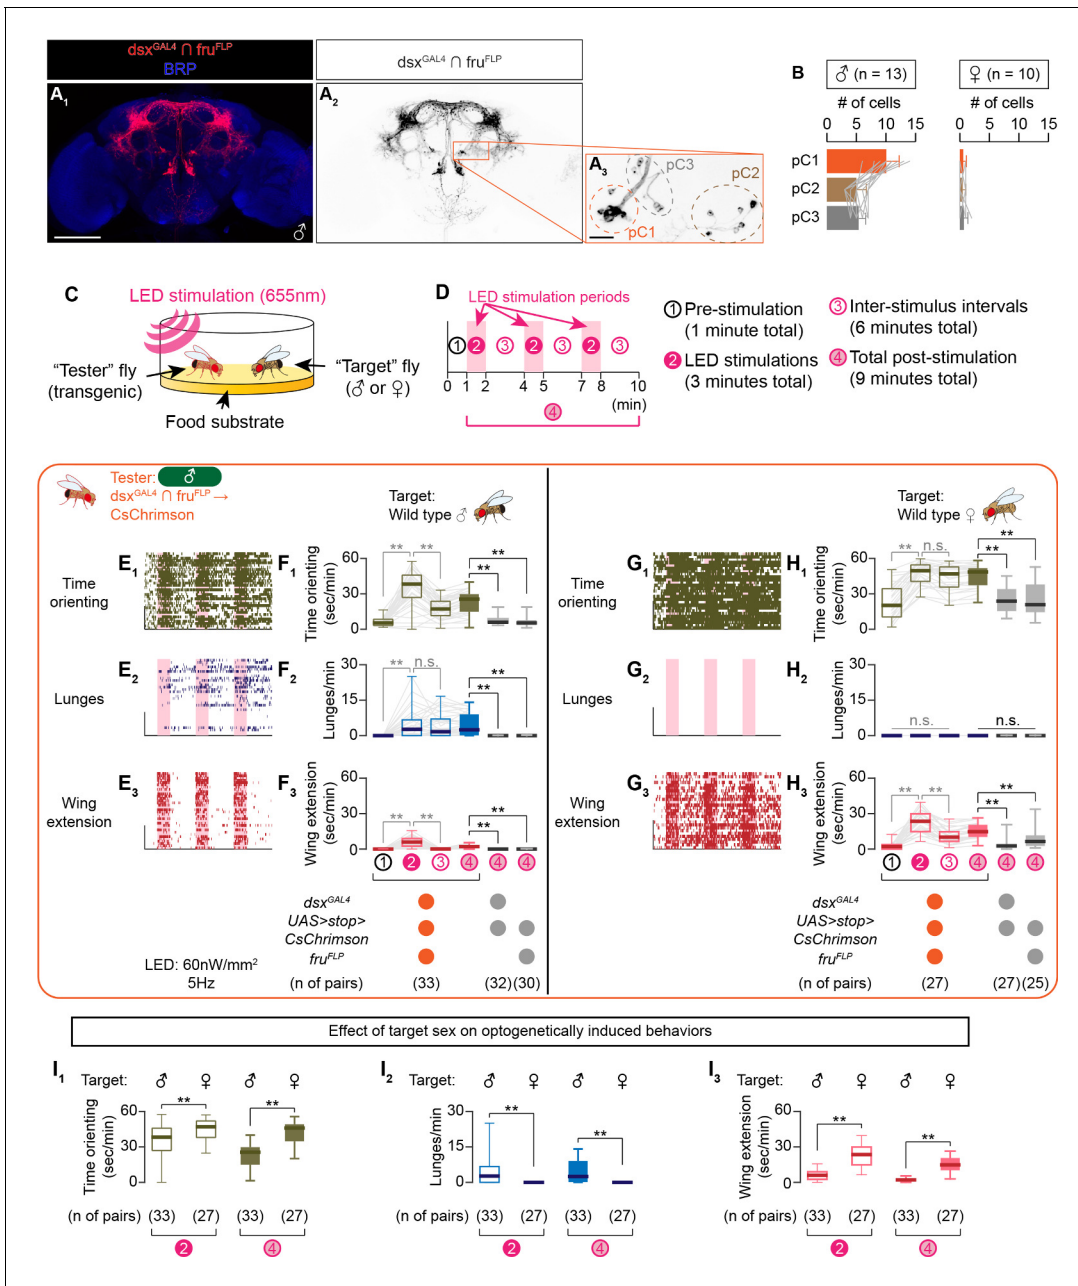 dsxGAL4 ∩ fruFLP
BRP
A1
♂
dsxGAL4 ∩ fruFLP
A2
A3
pC3
pC2
pC1
B
♂ (n = 13)
♀ (n = 10)
# of cells
# of cells
0 5 10 15
0 5 10 15
pC1
pC2
pC3
C
LED stimulation (655nm)
"Tester" fly
(transgenic)
"Target" fly
(♂ or ♀)
Food substrate
D
LED stimulation periods
1 2 3 2 3 2 3
0 1 2 4 5 7 8 10
(min)
4
1 Pre-stimulation
(1 minute total)
2 LED stimulations
(3 minutes total)
3 Inter-stimulus intervals
(6 minutes total)
4 Total post-stimulation
(9 minutes total)
Tester: ♂
dsxGAL4 ∩ fruFLP →
CsChrimson
Target:
Wild type ♂
Target:
Wild type ♀
Time
orienting
E1
F1
Time orienting
(sec/min)
60
30
0
** ** ** **
Lunges
E2
F2
Lunges/min
30
15
0
** n.s. ** **
Wing
extension
E3
F3
Wing extension
(sec/min)
60
30
0
** ** ** **
1 2 3 4 4 4
dsxGAL4
UAS>stop>
CsChrimson
fruFLP
(n of pairs) (33) (32) (30)
LED: 60nW/mm2
5Hz
Time
orienting
G1
H1
Time orienting
(sec/min)
60
30
0
** n.s. ** **
Lunges
G2
H2
Lunges/min
30
15
0
n.s. n.s.
Wing
extension
G3
H3
Wing extension
(sec/min)
60
30
0
** ** ** **
1 2 3 4 4 4
dsxGAL4
UAS>stop>
CsChrimson
fruFLP
(n of pairs) (27) (27) (25)
Effect of target sex on optogenetically induced behaviors
I1
Target: ♂ ♀ ♂ ♀
Time orienting
(sec/min)
60
30
0
** **
(n of pairs) (33) (27) (33) (27)
2 4
I2
Target: ♂ ♀ ♂ ♀
Lunges/min
30
15
0
** **
(n of pairs) (33) (27) (33) (27)
2 4
I3
Target: ♂ ♀ ♂ ♀
Wing extension
(sec/min)
60
30
0
** **
(n of pairs) (33) (27) (33) (27)
2 4